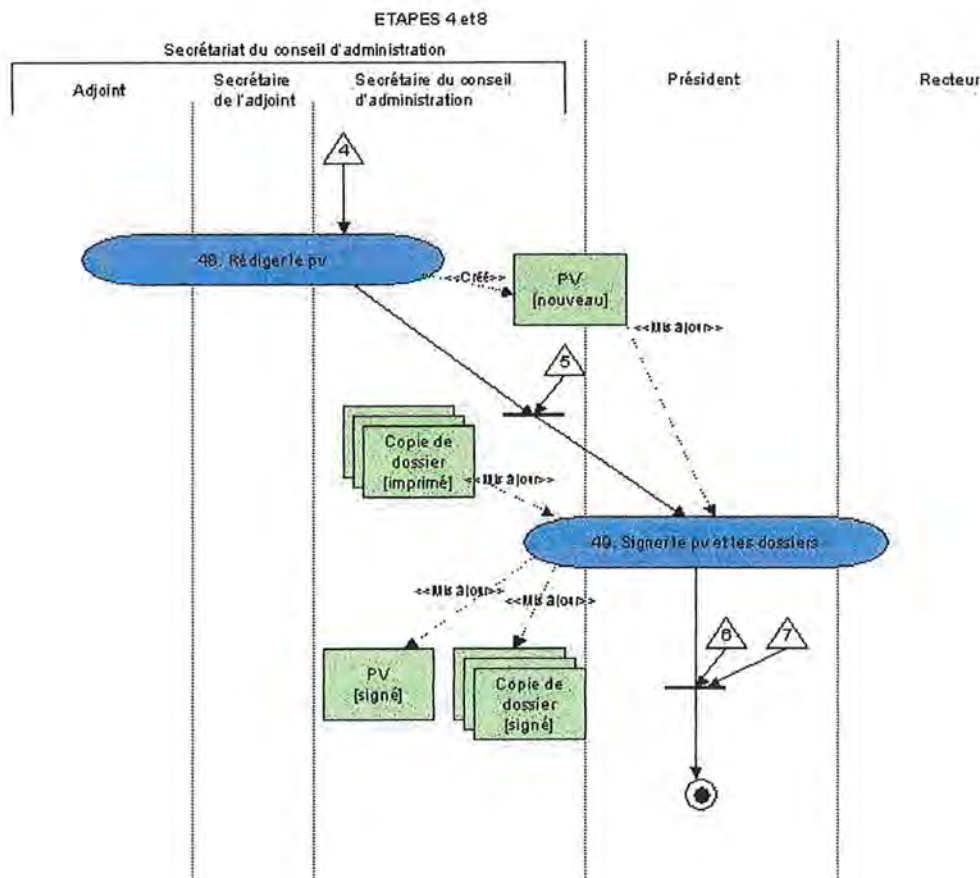 ETAPES 4 et 8
Secrétariat du conseil d'administration
Adjoint
Secrétaire
de l'adjoint
Secrétaire du conseil
d'administration
Président
Recteur
4
48. Rédiger le pv
<<Créé>>
PV
[nouveau]
<<Mis à jour>>
5
Copie de
dossier
[imprimé]
<<Mis à jour>>
49. Signer le pv et les dossiers
<<Mis à jour>>
<<Mis à jour>>
6
7
PV
[signé]
Copie de
dossier
[signé]